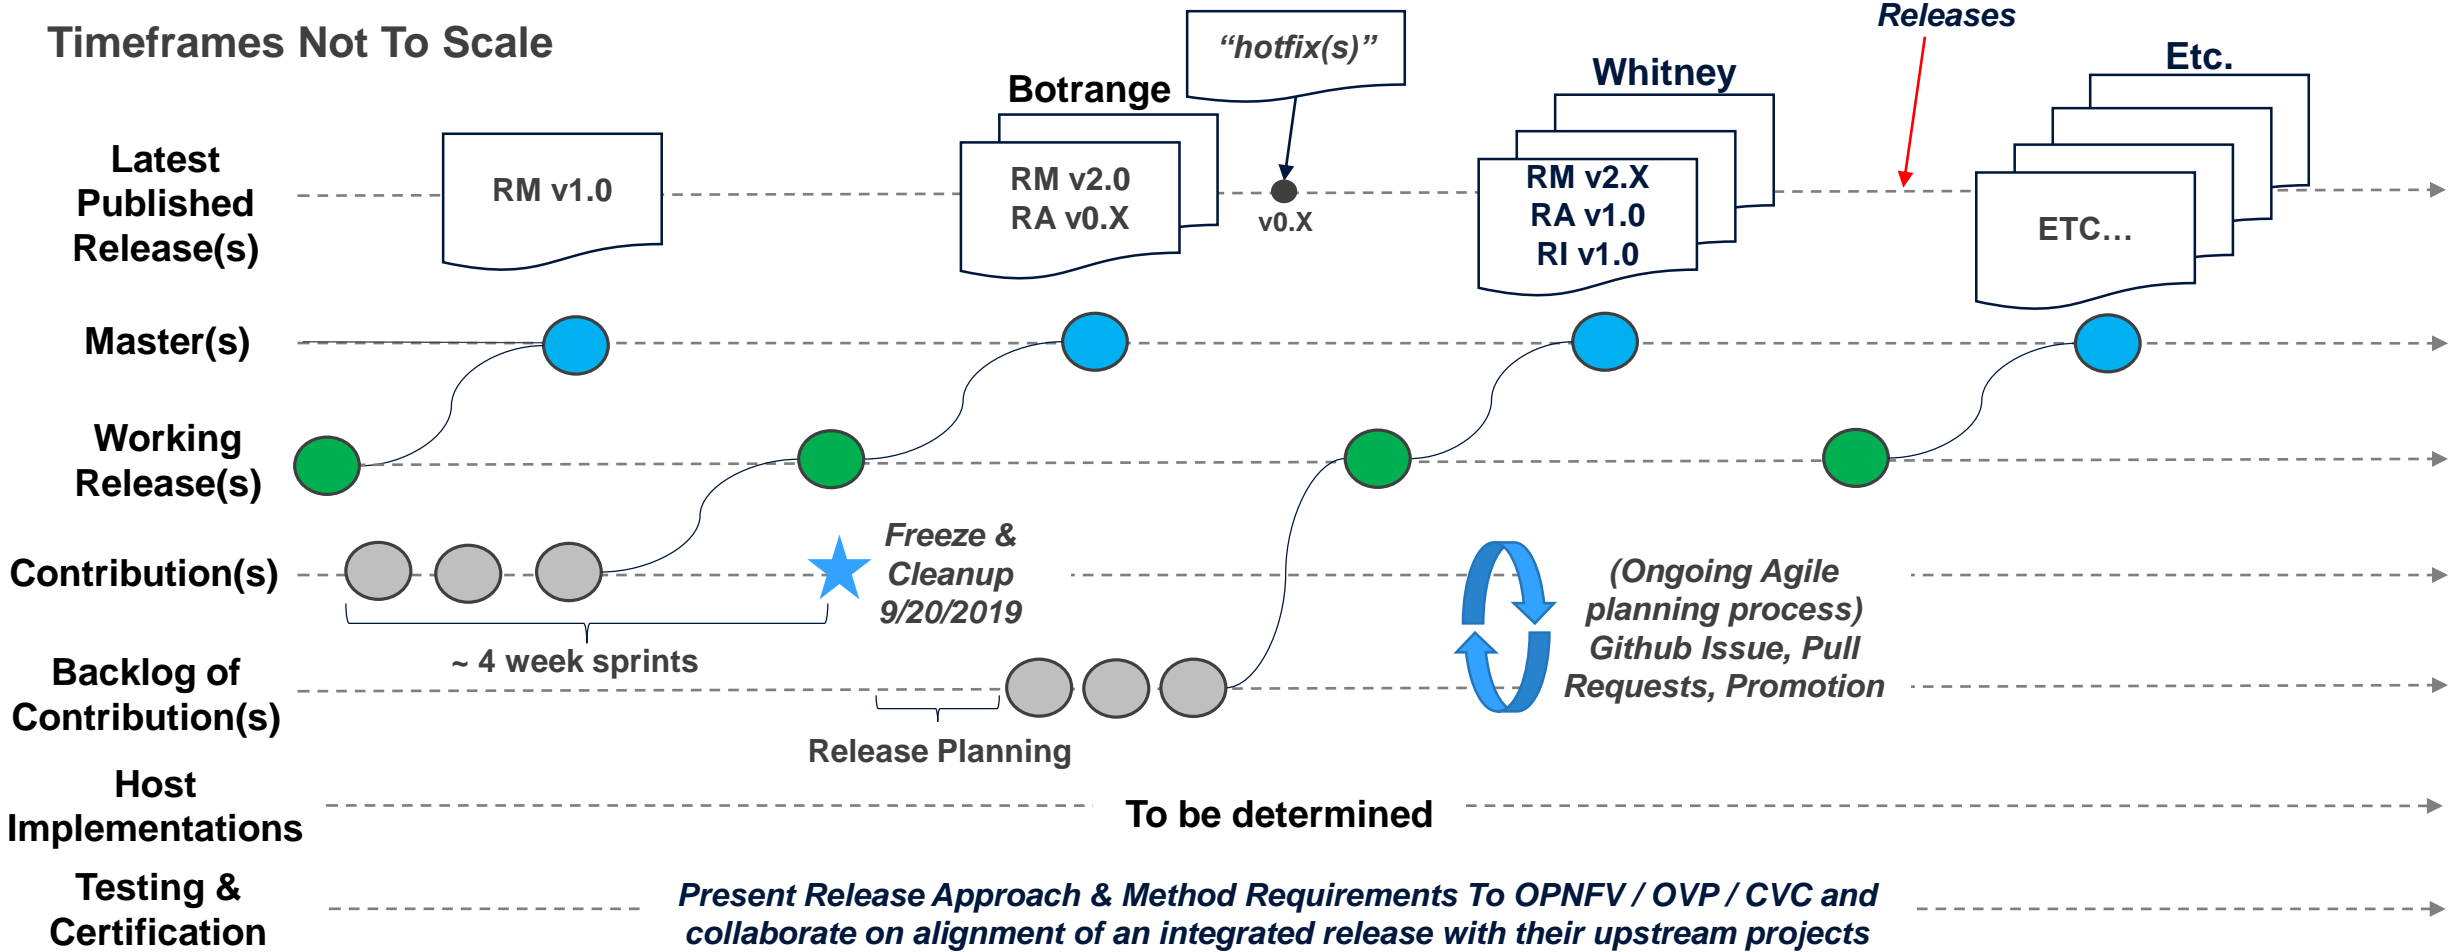 Releases
Timeframes Not To Scale
“hotfix(s)”
Etc.
Whitney
Botrange
Latest
Published
Release(s)
RM v1.0
RM v2.0
RA v0.X
v0.X
RM v2.X
RA v1.0
RI v1.0
ETC…
Master(s)
Working
Release(s)
Contribution(s)
Freeze &
Cleanup
9/20/2019
(Ongoing Agile
planning process)
Github Issue, Pull
Requests, Promotion
~ 4 week sprints
Backlog of
Contribution(s)
Release Planning
Host
Implementations
To be determined
Testing &
Certification
Present Release Approach & Method Requirements To OPNFV / OVP / CVC and
collaborate on alignment of an integrated release with their upstream projects